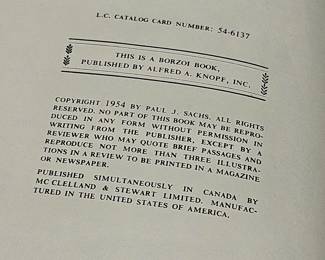 L.C. CATALOG CARD NUMBER: 54-6137
THIS IS A BORZOI BOOK,
PUBLISHED BY ALFRED A. KNOPF, INC.
COPYRIGHT 1954 BY PAUL J. SACHS. ALL RIGHTS
RESERVED. NO PART OF THIS BOOK MAY BE REPRO-
DUCED IN ANY FORM WITHOUT PERMISSION IN
WRITING FROM THE PUBLISHER, EXCEPT BY A
REVIEWER WHO MAY QUOTE BRIEF PASSAGES AND
REPRODUCE NOT MORE THAN THREE ILLUSTRA-
TIONS IN A REVIEW TO BE PRINTED IN A MAGAZINE
OR NEWSPAPER.
PUBLISHED SIMULTANEOUSLY IN CANADA BY
MC CLELLAND & STEWART LIMITED. MANUFAC-
TURED IN THE UNITED STATES OF AMERICA.